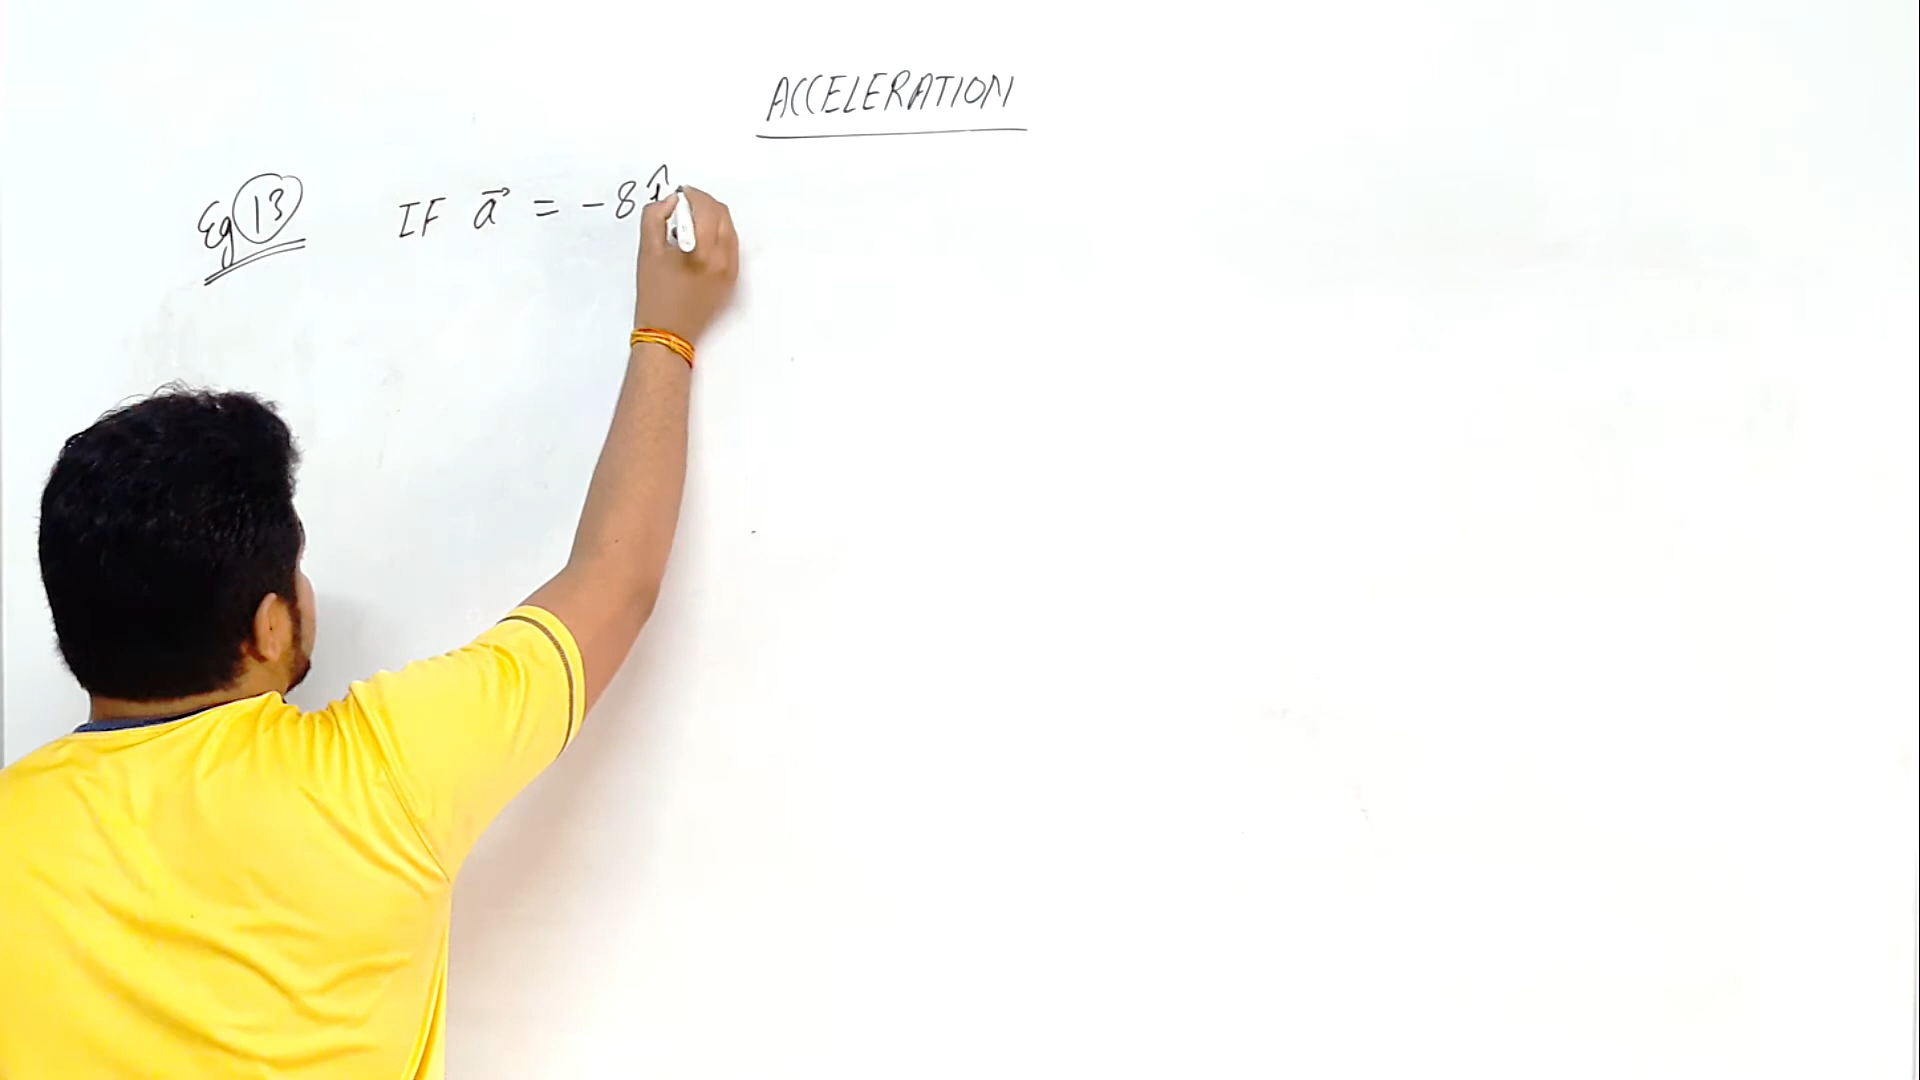 ACCELERATION
Eg 13 IF a⃗ = -8 î